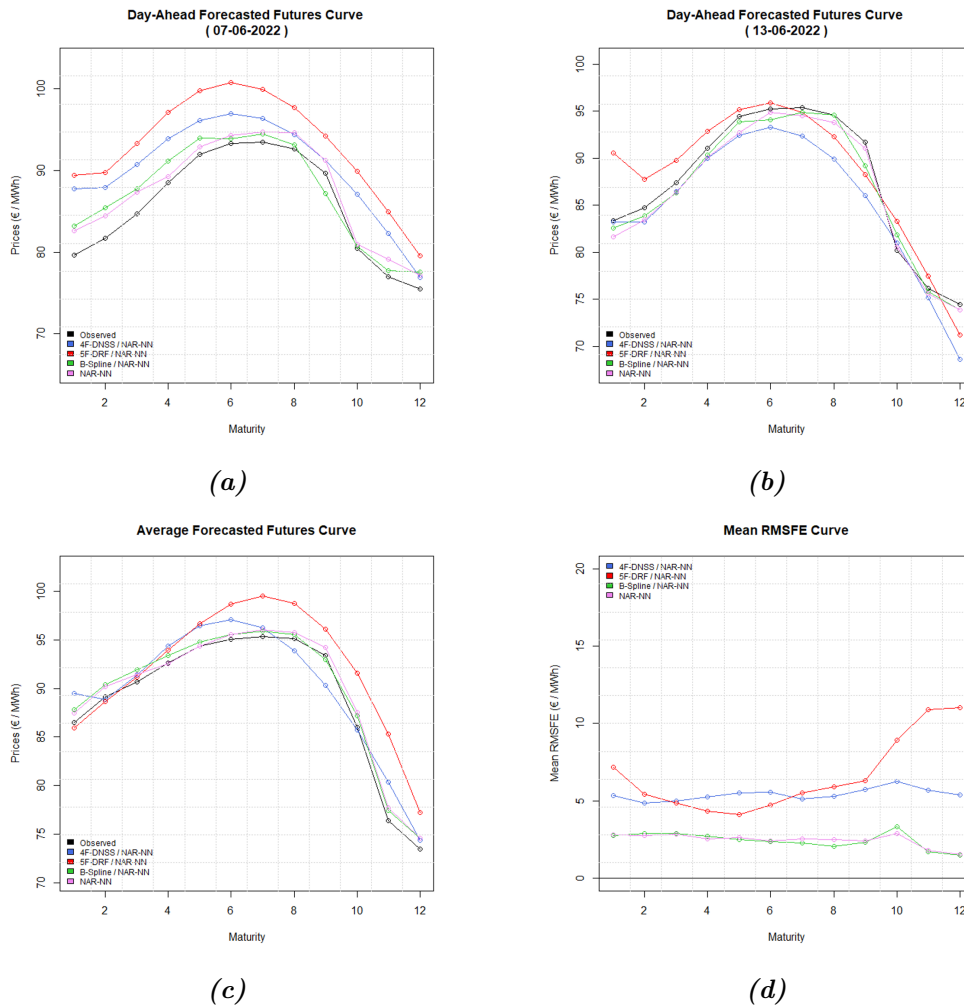 Day-Ahead Forecasted Futures Curve
( 07-06-2022 )
Prices (€ / MWh)
100
90
80
70
Observed
4F-DNSS / NAR-NN
5F-DRF / NAR-NN
B-Spline / NAR-NN
NAR-NN
2 4 6 8 10 12
Maturity
(a)
Day-Ahead Forecasted Futures Curve
( 13-06-2022 )
Prices (€ / MWh)
100
95
90
85
80
75
70
Observed
4F-DNSS / NAR-NN
5F-DRF / NAR-NN
B-Spline / NAR-NN
NAR-NN
2 4 6 8 10 12
Maturity
(b)
Average Forecasted Futures Curve
Prices (€ / MWh)
100
95
90
85
80
75
70
Observed
4F-DNSS / NAR-NN
5F-DRF / NAR-NN
B-Spline / NAR-NN
NAR-NN
2 4 6 8 10 12
Maturity
(c)
Mean RMSFE Curve
Mean RMSFE (€ / MWh)
20
15
10
5
0
4F-DNSS / NAR-NN
5F-DRF / NAR-NN
B-Spline / NAR-NN
NAR-NN
2 4 6 8 10 12
Maturity
(d)